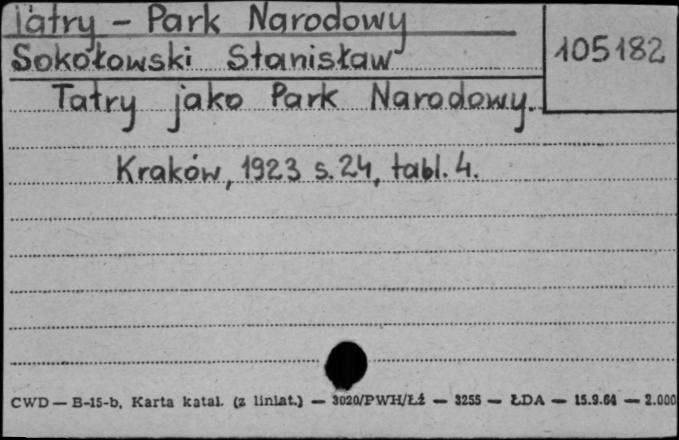 Tatry - Park Narodowy
105182
Sokołowski Stanisław
Tatry jako Park Narodowy.
Kraków, 1923 s. 24, tabl. 4.
CWD — B-15-b, Karta katal. (z liniat.) — 3020/PWH/Łź — 3255 — ŁDA — 15.9.64 — 2.000